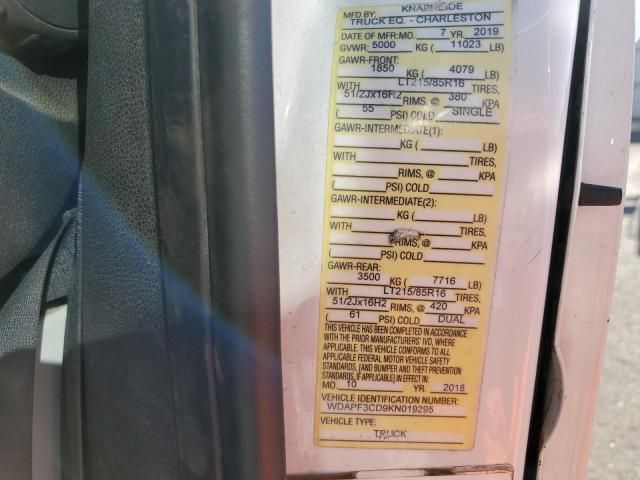 MFD BY: KNAPHEIDE
TRUCK EQ. - CHARLESTON
DATE OF MFR:MO. 7 YR. 2019
GVWR: 5000 KG ( 11023 LB)
GAWR-FRONT:
1850 KG ( 4079 LB)
WITH LT215/85R16 TIRES,
51/2Jx16H2 RIMS, @ 380 KPA
( 55 PSI) COLD SINGLE
GAWR-INTERMEDIATE(1):
KG ( LB)
WITH TIRES,
RIMS, @ KPA
( PSI) COLD
GAWR-INTERMEDIATE(2):
KG ( LB)
WITH TIRES,
RIMS, @ KPA
( PSI) COLD
GAWR-REAR:
3500 KG ( 7716 LB)
WITH LT215/85R16 TIRES,
51/2Jx16H2 RIMS, @ 420 KPA
( 61 PSI) COLD DUAL
THIS VEHICLE HAS BEEN COMPLETED IN ACCORDANCE
WITH THE PRIOR MANUFACTURERS' IVD, WHERE
APPLICABLE. THIS VEHICLE CONFORMS TO ALL
APPLICABLE FEDERAL MOTOR VEHICLE SAFETY
STANDARDS, [AND BUMPER AND THEFT PREVENTION
STANDARDS, IF APPLICABLE] IN EFFECT IN
MO. 10 YR. 2018
VEHICLE IDENTIFICATION NUMBER:
WDAPF3CD9KN019295
VEHICLE TYPE:
TRUCK